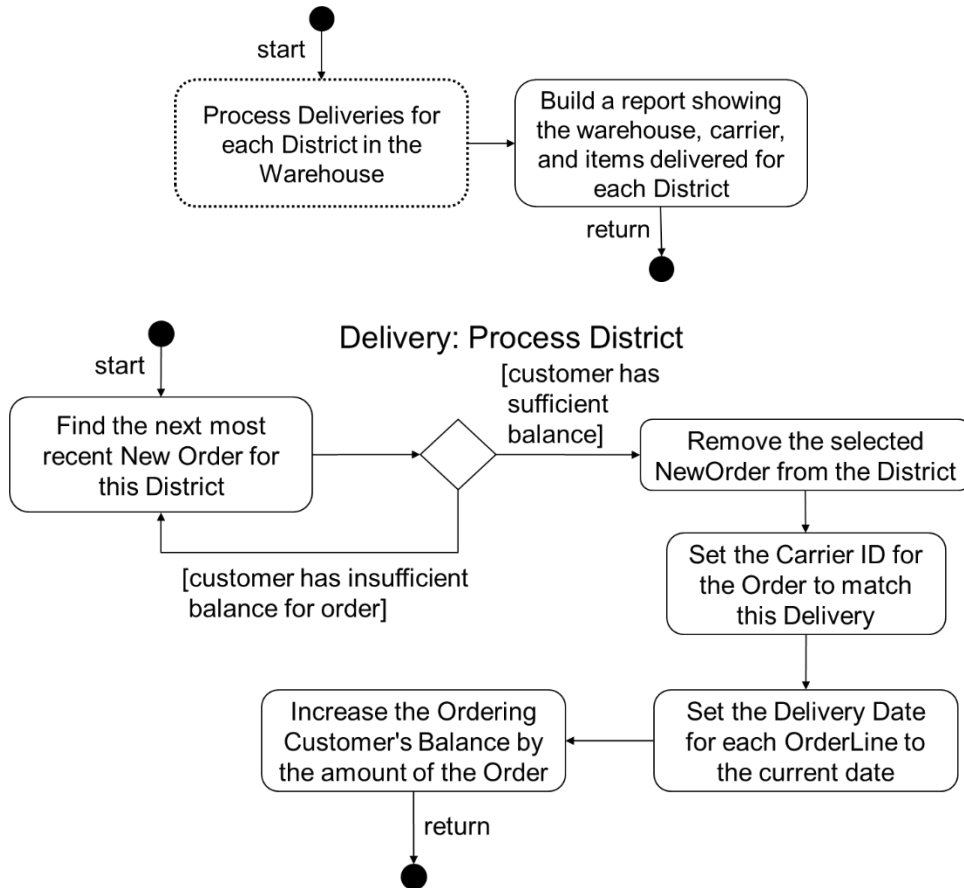 start
Process Deliveries for
each District in the
Warehouse
Build a report showing
the warehouse, carrier,
and items delivered for
each District
return
Delivery: Process District
start
Find the next most
recent New Order for
this District
[customer has
sufficient
balance]
[customer has insufficient
balance for order]
Remove the selected
NewOrder from the District
Set the Carrier ID for
the Order to match
this Delivery
Set the Delivery Date
for each OrderLine to
the current date
Increase the Ordering
Customer's Balance by
the amount of the Order
return